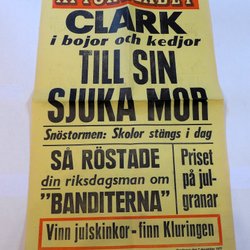 AFTONBLADET
CLARK
i bojor och kedjor
TILL SIN
SJUKA MOR
Snöstormen: Skolor stängs i dag
SÅ RÖSTADE
din riksdagsman om
"BANDITERNA"
Priset
på jul-
granar
Vinn julskinkor - finn Kluringen